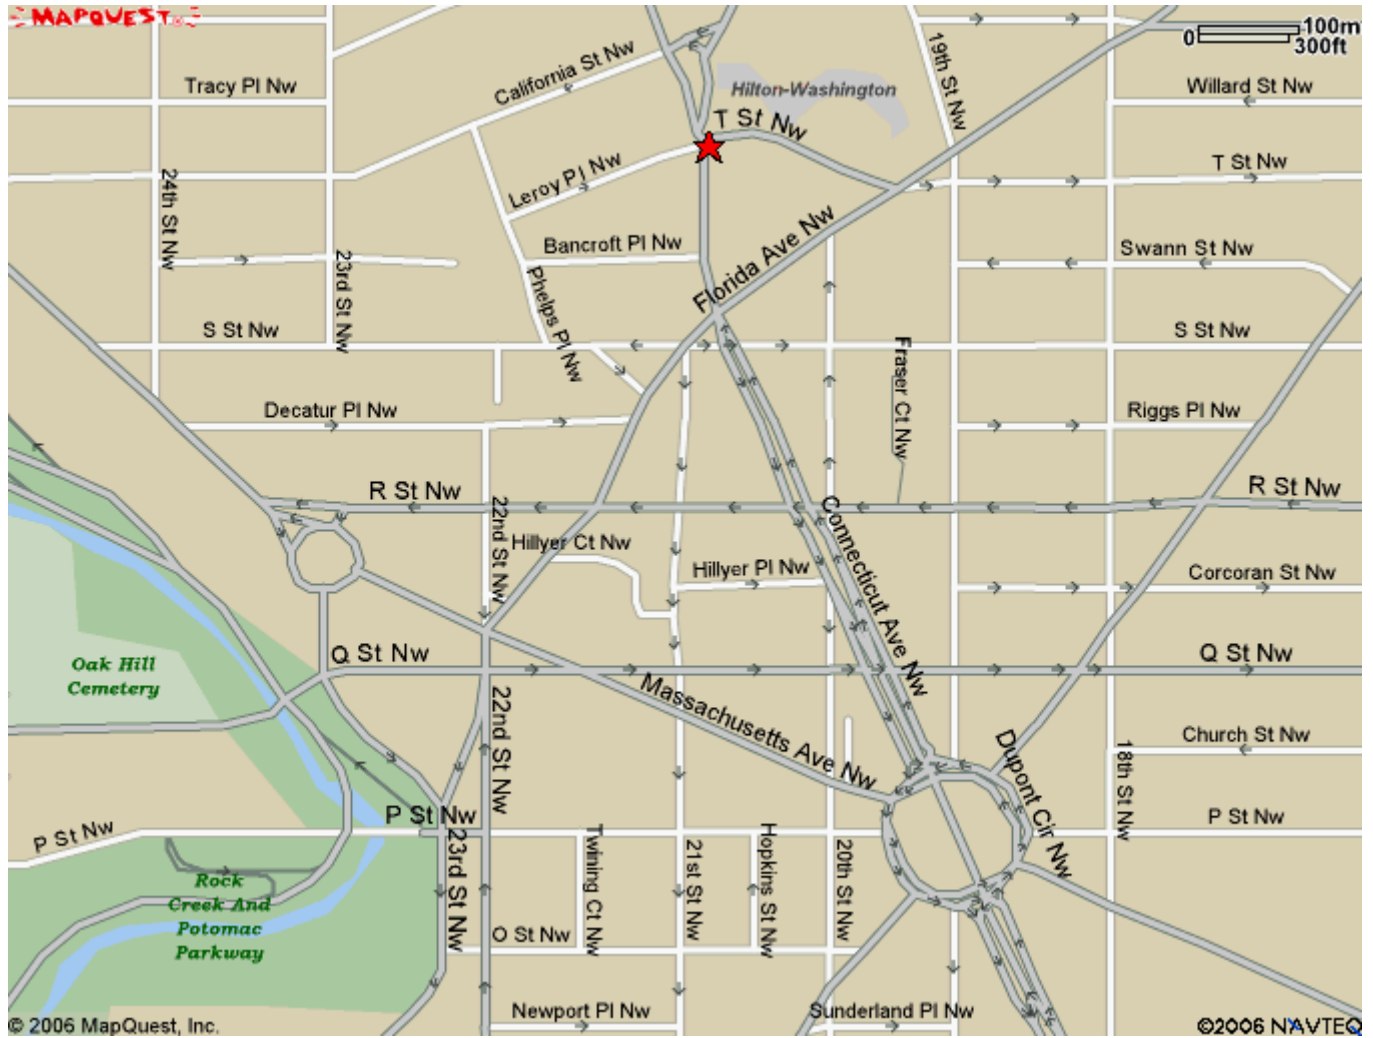 MAPQUEST®
0
100m
300ft
Tracy Pl Nw
California St Nw
Hilton-Washington
19th St Nw
Willard St Nw
T St Nw
T St Nw
Leroy Pl Nw
24th St Nw
Bancroft Pl Nw
Florida Ave Nw
Swann St Nw
23rd St Nw
Phelps Pl Nw
S St Nw
S St Nw
Fraser Ct Nw
Decatur Pl Nw
Riggs Pl Nw
R St Nw
R St Nw
22nd St Nw
Connecticut Ave Nw
Hillyer Ct Nw
Hillyer Pl Nw
Corcoran St Nw
Q St Nw
Q St Nw
Oak Hill
Cemetery
Massachusetts Ave Nw
22nd St Nw
Dupont Cir Nw
18th St Nw
Church St Nw
P St Nw
P St Nw
P St Nw
23rd St Nw
Twining Ct Nw
21st St Nw
Hopkins St Nw
20th St Nw
Rock
Creek And
Potomac
Parkway
O St Nw
Newport Pl Nw
Sunderland Pl Nw
© 2006 MapQuest, Inc.
©2006 NAVTEQ